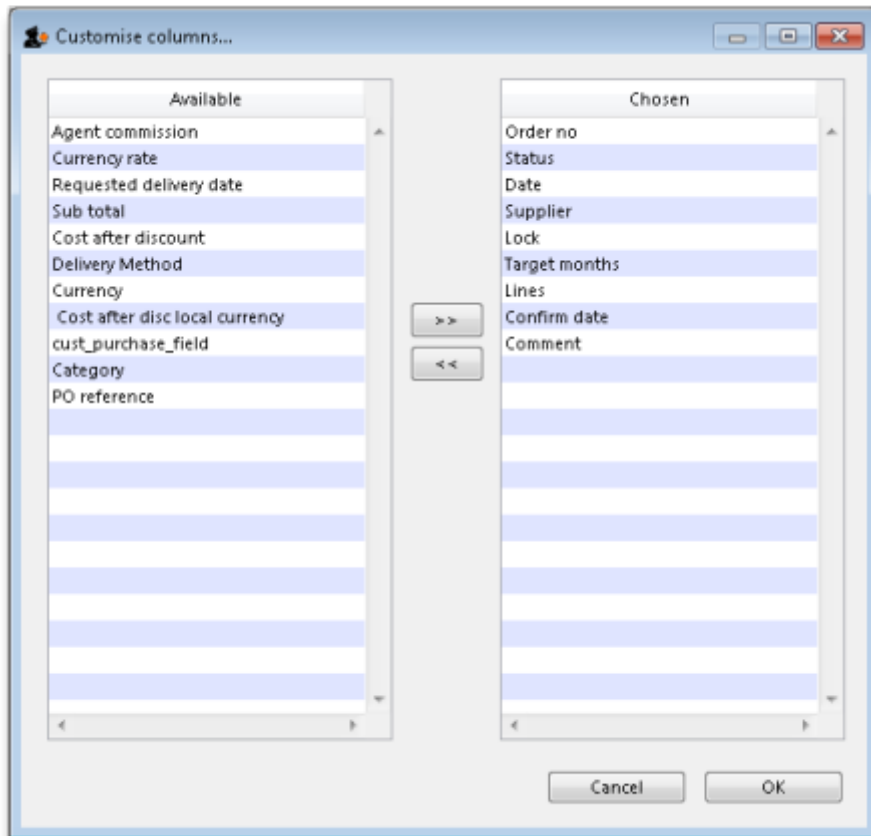 Customise columns...
Available
Agent commission
Currency rate
Requested delivery date
Sub total
Cost after discount
Delivery Method
Currency
Cost after disc local currency
cust_purchase_field
Category
PO reference
>>
<<
Chosen
Order no
Status
Date
Supplier
Lock
Target months
Lines
Confirm date
Comment
Cancel
OK